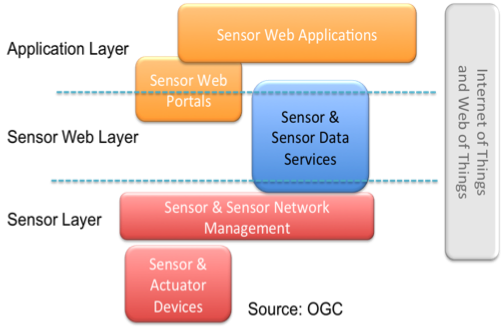 Application Layer
Sensor Web Applications
Sensor Web
Portals
Sensor Web Layer
Sensor &
Sensor Data
Services
Sensor Layer
Sensor & Sensor Network
Management
Sensor &
Actuator
Devices
Source: OGC
Internet of Things
and Web of Things